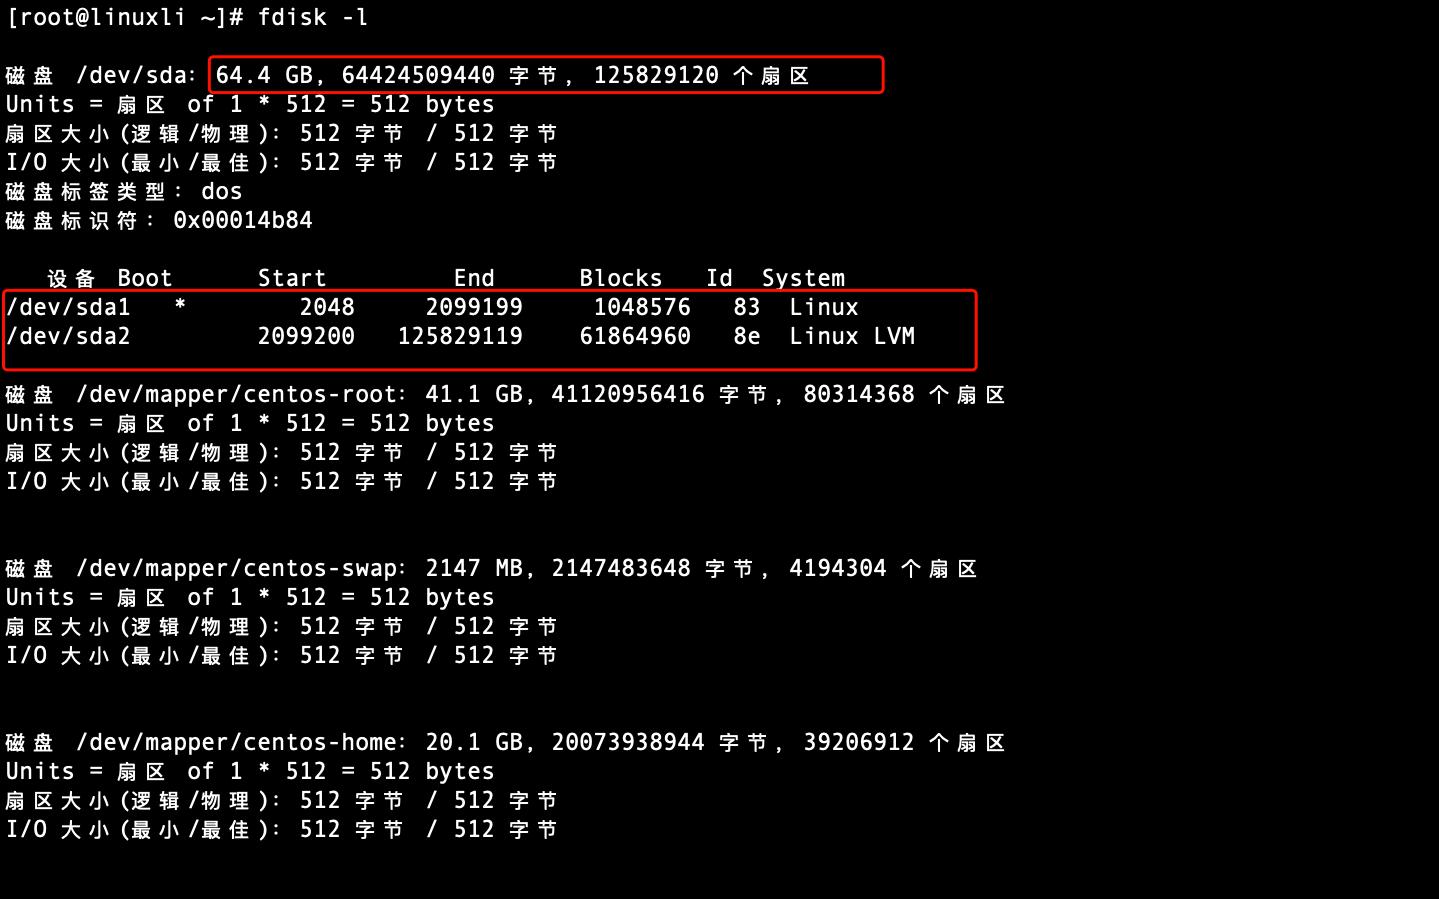 [root@linuxli ~]# fdisk -l
磁盘 /dev/sda: 64.4 GB, 64424509440 字节, 125829120 个扇区
Units = 扇区 of 1 * 512 = 512 bytes
扇区大小(逻辑/物理): 512 字节 / 512 字节
I/O 大小(最小/最佳): 512 字节 / 512 字节
磁盘标签类型: dos
磁盘标识符: 0x00014b84
设备 Boot Start End Blocks Id System
/dev/sda1 * 2048 2099199 1048576 83 Linux
/dev/sda2 2099200 125829119 61864960 8e Linux LVM
磁盘 /dev/mapper/centos-root: 41.1 GB, 41120956416 字节, 80314368 个扇区
Units = 扇区 of 1 * 512 = 512 bytes
扇区大小(逻辑/物理): 512 字节 / 512 字节
I/O 大小(最小/最佳): 512 字节 / 512 字节
磁盘 /dev/mapper/centos-swap: 2147 MB, 2147483648 字节, 4194304 个扇区
Units = 扇区 of 1 * 512 = 512 bytes
扇区大小(逻辑/物理): 512 字节 / 512 字节
I/O 大小(最小/最佳): 512 字节 / 512 字节
磁盘 /dev/mapper/centos-home: 20.1 GB, 20073938944 字节, 39206912 个扇区
Units = 扇区 of 1 * 512 = 512 bytes
扇区大小(逻辑/物理): 512 字节 / 512 字节
I/O 大小(最小/最佳): 512 字节 / 512 字节